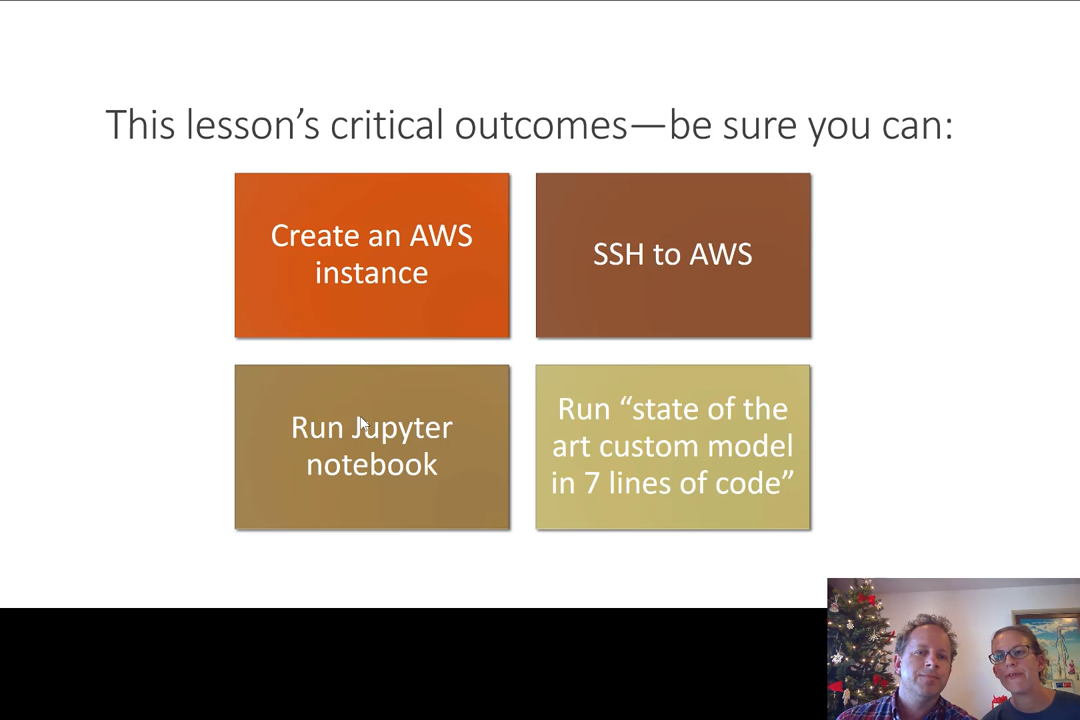 This lesson’s critical outcomes—be sure you can:
Create an AWS
instance
SSH to AWS
Run Jupyter
notebook
Run “state of the
art custom model
in 7 lines of code”